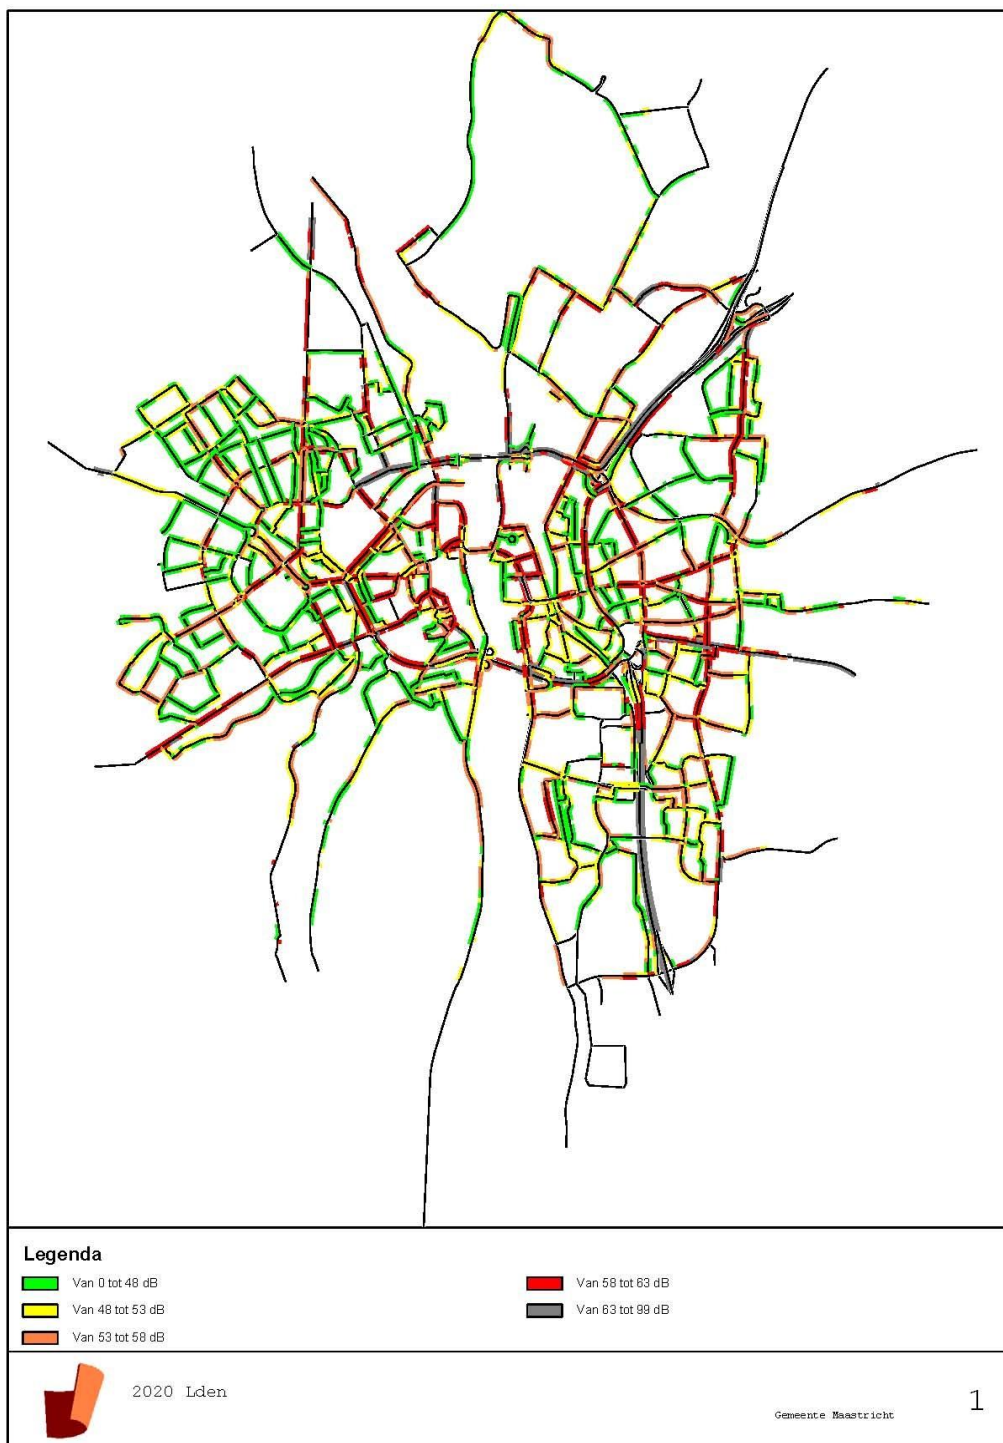 Legenda
Van 0 tot 48 dB
Van 48 tot 53 dB
Van 53 tot 58 dB
Van 58 tot 63 dB
Van 63 tot 99 dB
2020 Lden
Gemeente Maastricht
1